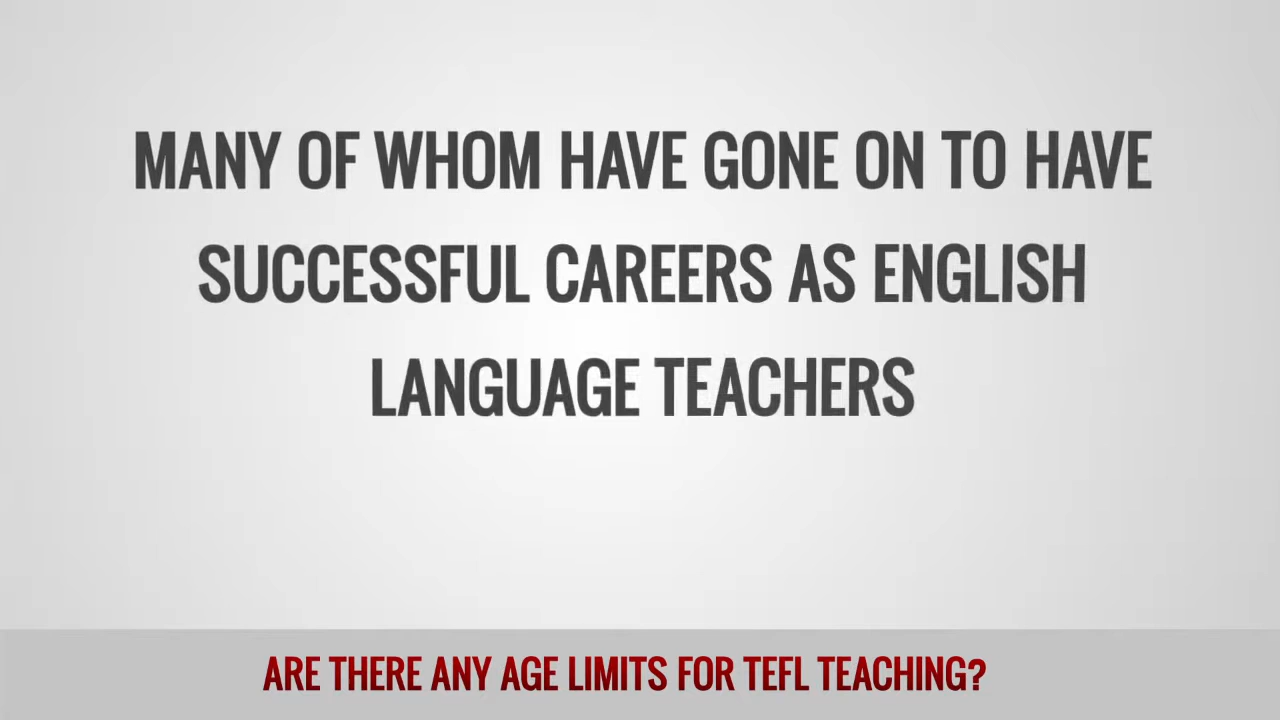 MANY OF WHOM HAVE GONE ON TO HAVE
SUCCESSFUL CAREERS AS ENGLISH
LANGUAGE TEACHERS
ARE THERE ANY AGE LIMITS FOR TEFL TEACHING?